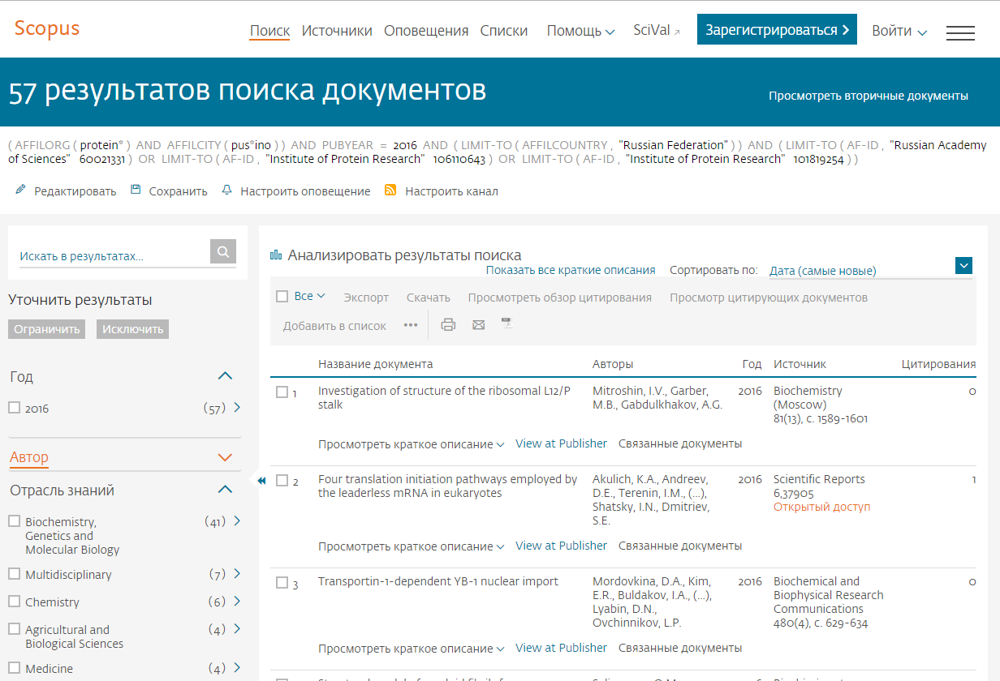 Scopus
Поиск Источники Оповещения Списки Помощь SciVal Зарегистрироваться Войти
57 результатов поиска документов
Просмотреть вторичные документы
( AFFILORG ( protein* ) AND AFFILCITY ( pus*ino ) ) AND PUBYEAR = 2016 AND ( LIMIT-TO ( AFFILCOUNTRY , "Russian Federation" ) ) AND ( LIMIT-TO ( AF-ID , "Russian Academy
of Sciences" 60021331 ) OR LIMIT-TO ( AF-ID , "Institute of Protein Research" 106110643 ) OR LIMIT-TO ( AF-ID , "Institute of Protein Research" 101819254 ) )
Редактировать Сохранить Настроить оповещение Настроить канал
Искать в результатах...
Уточнить результаты
Ограничить Исключить
Год
2016 (57)
Автор
Отрасль знаний
Biochemistry, (41)
Genetics and
Molecular Biology
Multidisciplinary (7)
Chemistry (6)
Agricultural and (4)
Biological Sciences
Medicine (4)
Анализировать результаты поиска
Показать все краткие описания Сортировать по: Дата (самые новые)
Все Экспорт Скачать Просмотреть обзор цитирования Просмотр цитирующих документов
Добавить в список •••
Название документа Авторы Год Источник Цитирования
1 Investigation of structure of the ribosomal L12/P Mitroshin, I.V., Garber, 2016 Biochemistry 0
stalk M.B., Gabdulkhakov, A.G. (Moscow)
81(13), с. 1589-1601
Просмотреть краткое описание View at Publisher Связанные документы
2 Four translation initiation pathways employed by Akulich, K.A., Andreev, 2016 Scientific Reports 1
the leaderless mRNA in eukaryotes D.E., Terenin, I.M., (...), 6,37905
Shatsky, I.N., Dmitriev, Открытый доступ
S.E.
Просмотреть краткое описание View at Publisher Связанные документы
3 Transportin-1-dependent YB-1 nuclear import Mordovkina, D.A., Kim, 2016 Biochemical and 0
E.R., Buldakov, I.A., (...), Biophysical Research
Lyabin, D.N., Communications
Ovchinnikov, L.P. 480(4), с. 629-634
Просмотреть краткое описание View at Publisher Связанные документы